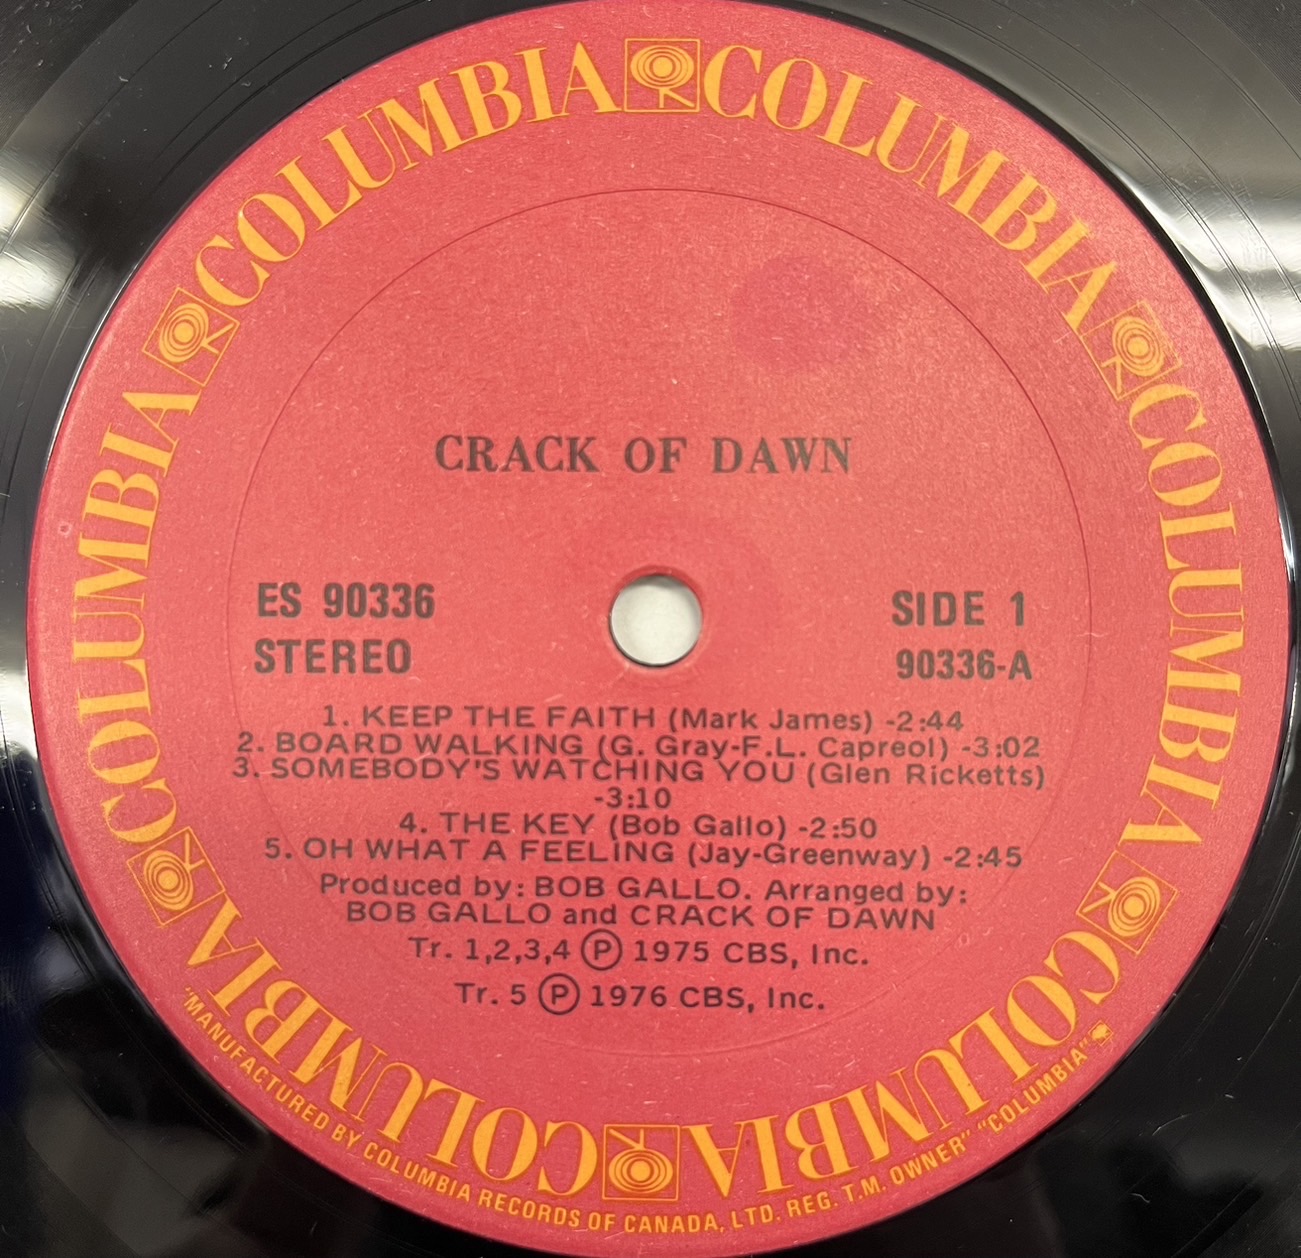 COLUMBIA COLUMBIA COLUMBIA COLUMBIA COLUMBIA COLUMBIA
CRACK OF DAWN
ES 90336
STEREO
SIDE 1
90336-A
1. KEEP THE FAITH (Mark James) -2:44
2. BOARD WALKING (G. Gray-F.L. Capreol) -3:02
3. SOMEBODY'S WATCHING YOU (Glen Ricketts)
-3:10
4. THE KEY (Bob Gallo) -2:50
5. OH WHAT A FEELING (Jay-Greenway) -2:45
Produced by: BOB GALLO. Arranged by:
BOB GALLO and CRACK OF DAWN
Tr. 1,2,3,4 Ⓟ 1975 CBS, Inc.
Tr. 5 Ⓟ 1976 CBS, Inc.
"MANUFACTURED BY COLUMBIA RECORDS OF CANADA, LTD. REG. T.M. OWNER" "COLUMBIA"